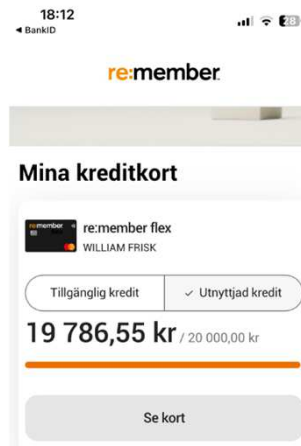 18:12
28
◀ BankID
re:member
Mina kreditkort
re:member
re:member flex
WILLIAM FRISK
Tillgänglig kredit
✓ Utnyttjad kredit
19 786,55 kr / 20 000,00 kr
Se kort